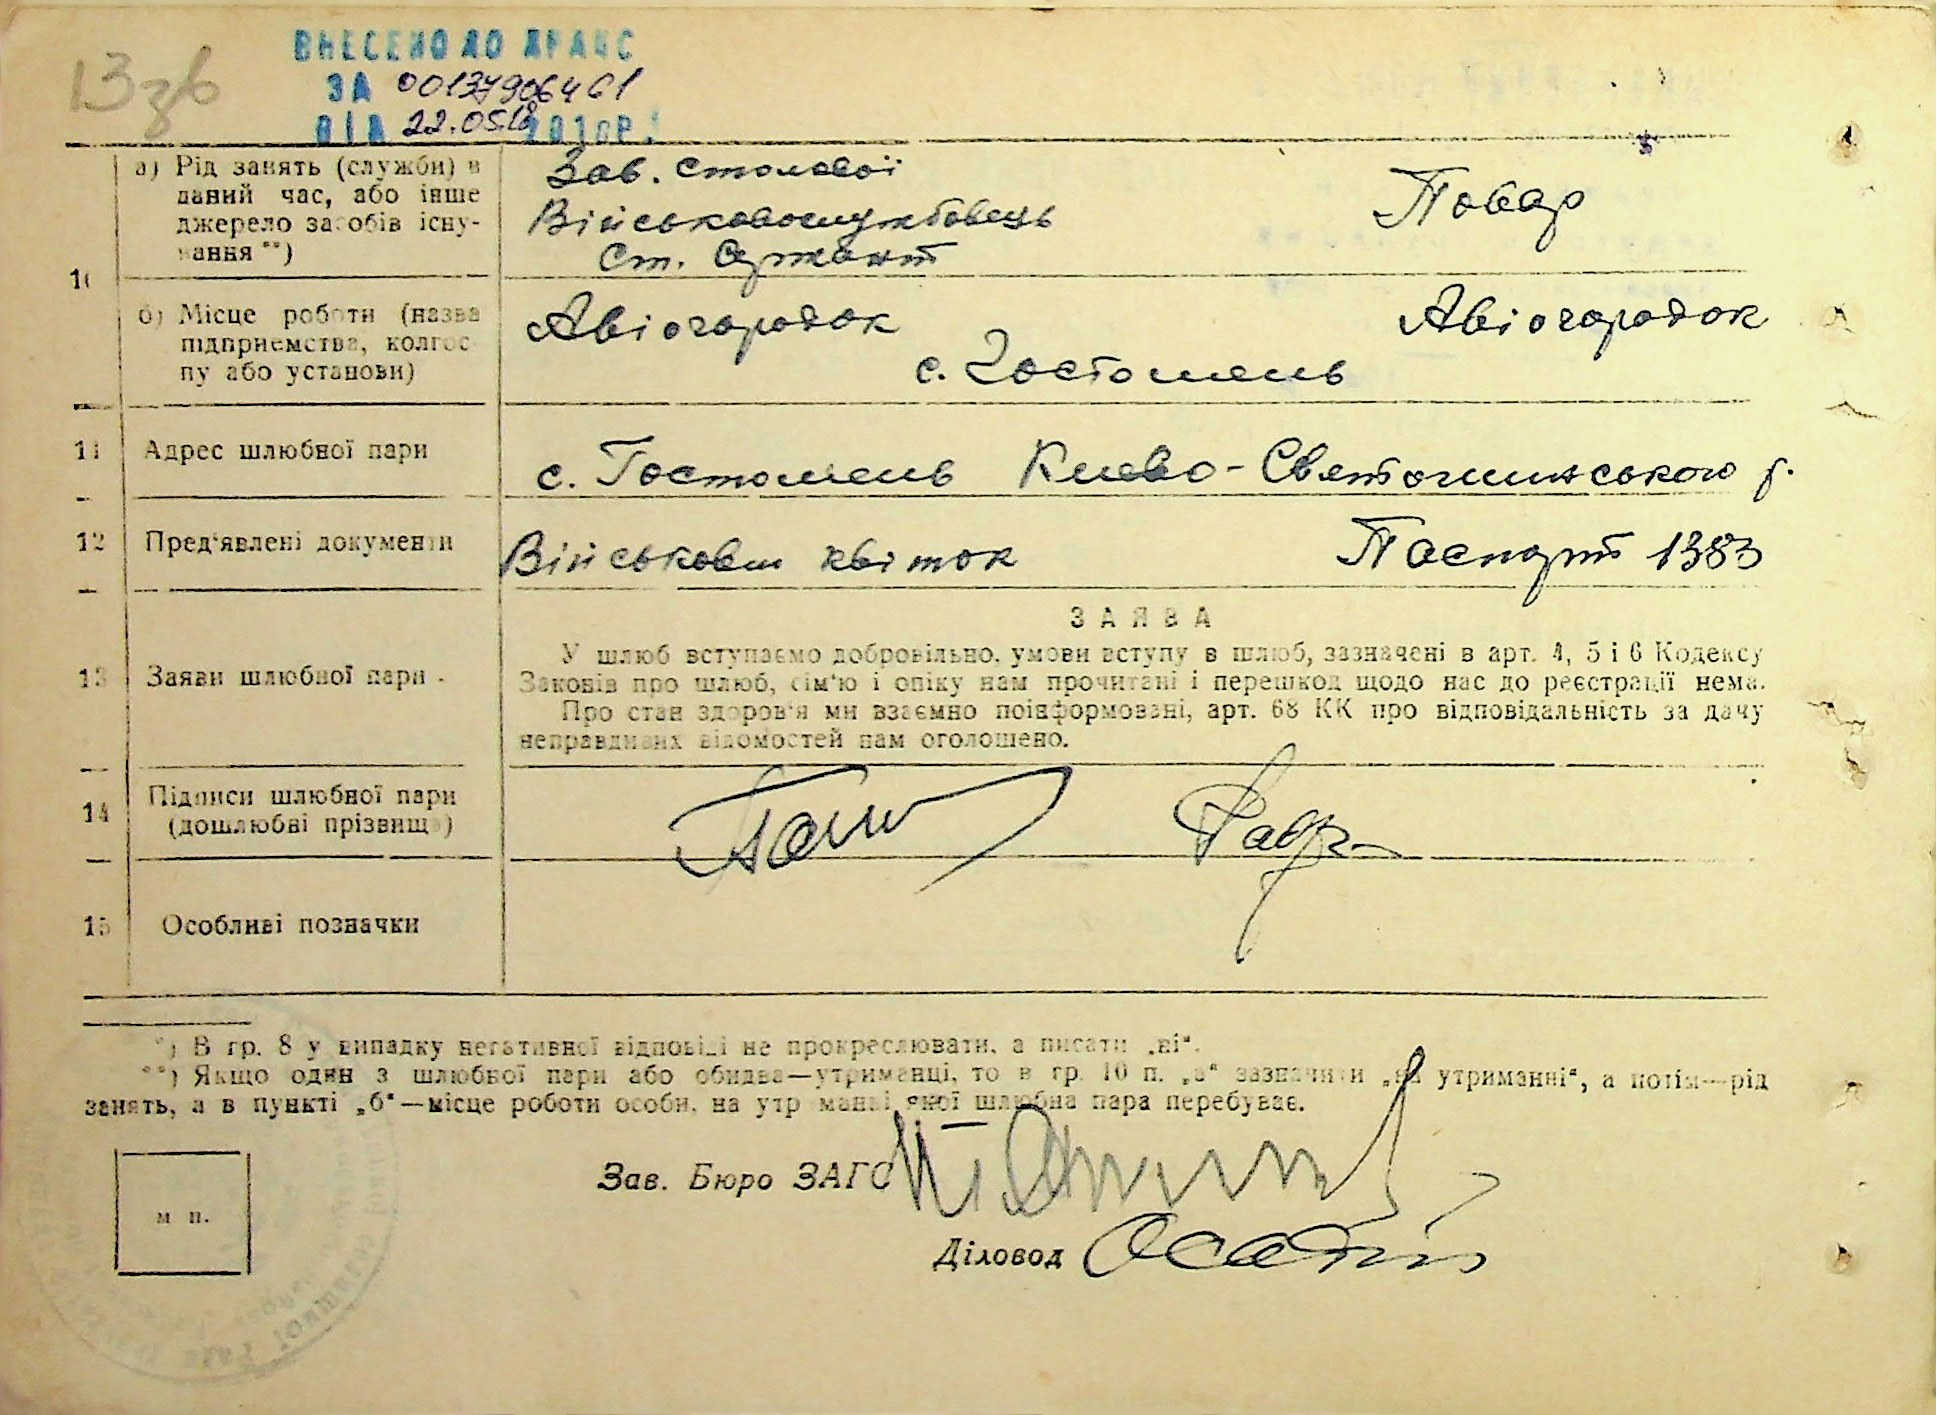 13зв
ВНЕСЕНО ДО ДРАЦС
ЗА 00137906461
ВІД 22.05.18 201 р.
10 а) Рід занять (служби) в даний час, або інше джерело засобів існування **)
Зав. столової
Військовослужбовець
Ст. Сержант
Повар
б) Місце роботи (назва підприємства, колгоспу або установи)
Авіогородок
Авіогородок
с. Гостомель
11 Адрес шлюбної пари
с. Гостомель Києво-Святошинського р.
12 Пред'явлені документи
Військови квіток
Паспорт 1383
13 Заяви шлюбної пари
ЗАЯВА
У шлюб вступаємо добровільно, умови вступу в шлюб, зазначені в арт. 4, 5 і 6 Кодексу
Законів про шлюб, сім'ю і опіку нам прочитані і перешкод щодо нас до реєстрації нема.
Про стан здоров'я ми взаємно поінформовані, арт. 68 КК про відповідальність за дачу
неправдивих відомостей нам оголошено.
14 Підписи шлюбної пари
(дошлюбні прізвища)
15 Особливі позначки
*) В гр. 8 у випадку негативної відповіді не прокреслювати, а писати „ні“.
**) Якщо один з шлюбної пари або обидва—утриманці, то в гр. 10 п. „а“ зазначити „на утриманні“, а потім—рід
занять, а в пункті „б“—місце роботи особи, на утриманні якої шлюбна пара перебуває.
м п.
Зав. Бюро ЗАГС
Діловод